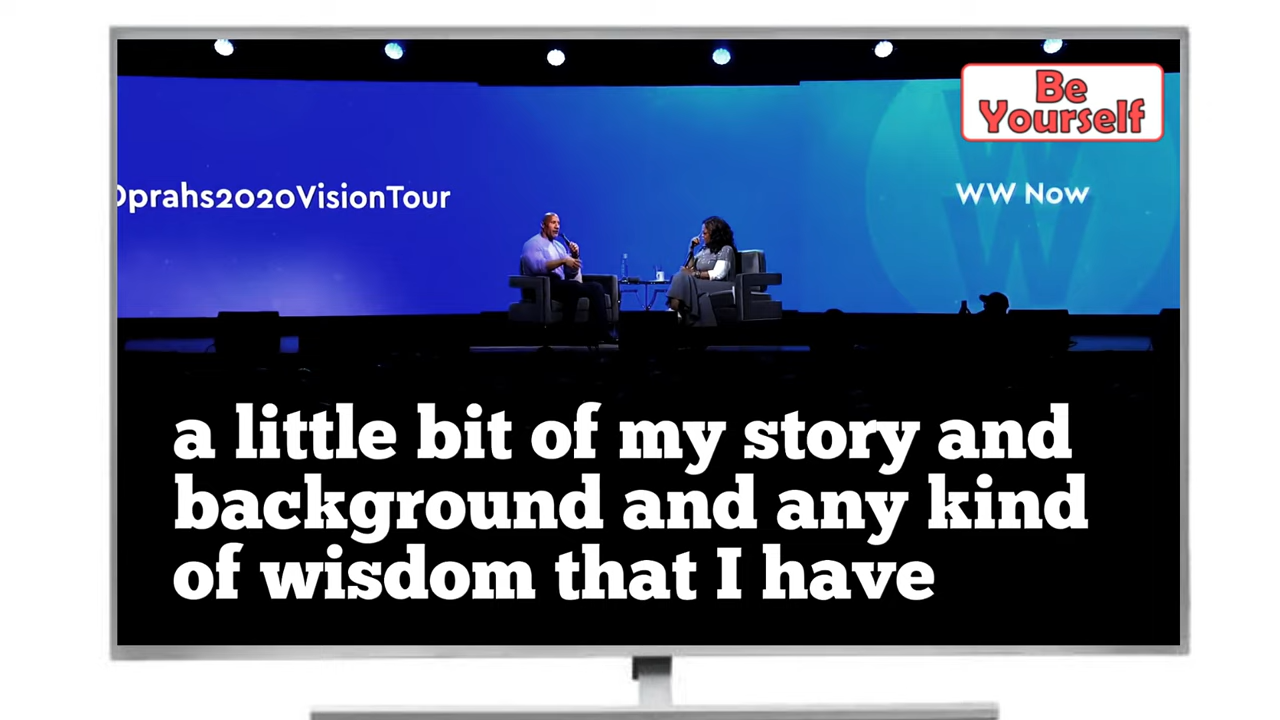 Be
Yourself
Oprahs2020VisionTour
WW Now
a little bit of my story and
background and any kind
of wisdom that I have